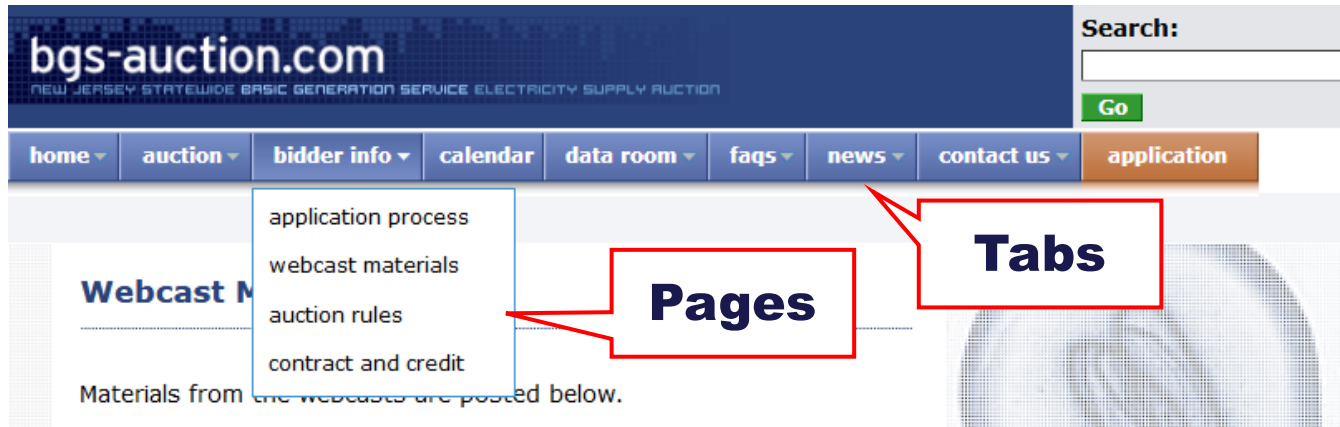 bgs-auction.com
NEW JERSEY STATEWIDE BASIC GENERATION SERVICE ELECTRICITY SUPPLY AUCTION
Search:
Go
home auction bidder info calendar data room faqs news contact us application
application process
webcast materials
auction rules
contract and credit
Tabs
Pages
Webcast M
Materials from the webcasts are posted below.